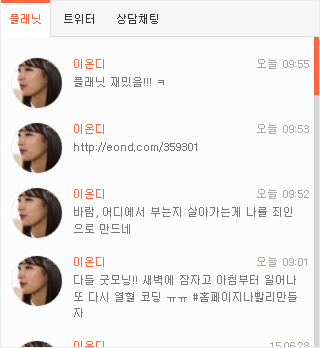 플래닛 트위터 상담채팅
이온디 오늘 09:55
플래닛 재밌음!!! ㅋ
이온디 오늘 09:53
http://eond.com/359301
이온디 오늘 09:52
바람, 어디에서 부는지 살아가는게 나를 죄인
으로 만드네
이온디 오늘 09:01
다들 굿모닝!! 새벽에 잠자고 아침부터 일어나
또 다시 열혈 코딩 ㅠㅠ #홈페이지나빨리만들
자
이온디 15.06.28